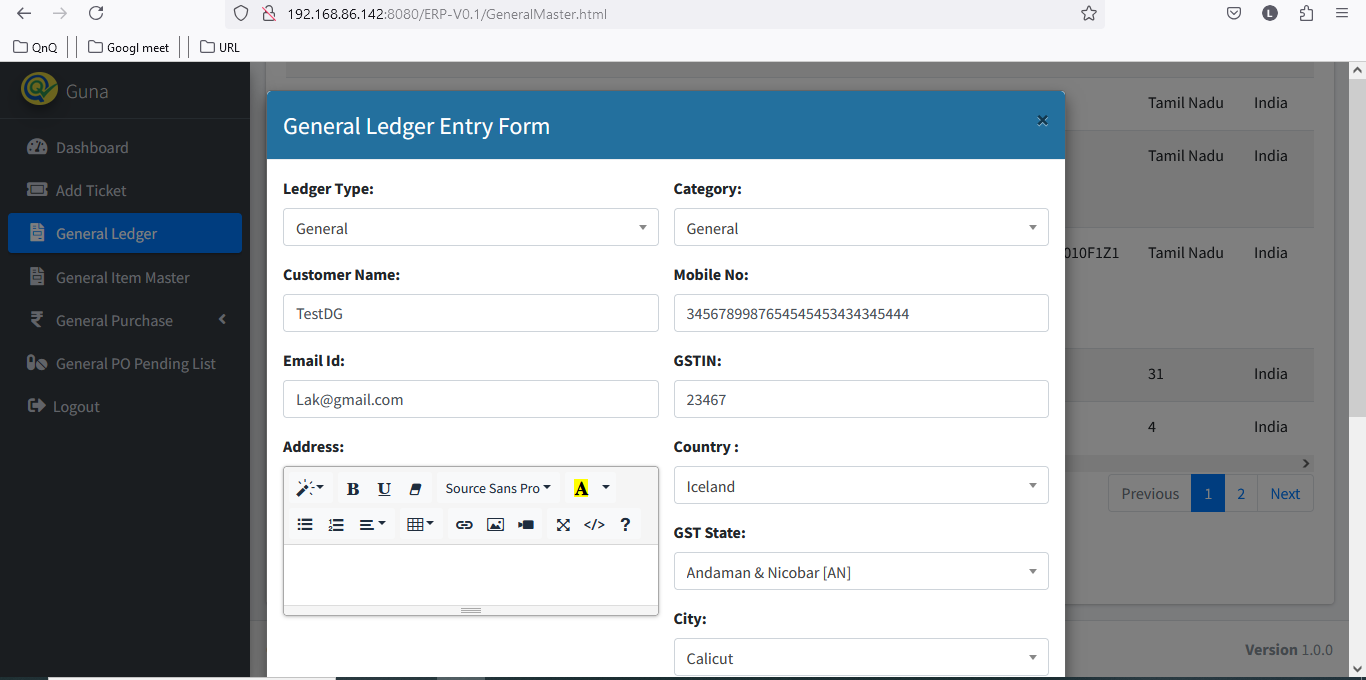 192.168.86.142:8080/ERP-V0.1/GeneralMaster.html
L
QnQ
Googl meet
URL
Guna
Dashboard
Add Ticket
General Ledger
General Item Master
General Purchase
General PO Pending List
Logout
Tamil Nadu India
Tamil Nadu India
010F1Z1 Tamil Nadu India
31 India
4 India
Previous 1 2 Next
Version 1.0.0
General Ledger Entry Form
×
Ledger Type: Category:
General General
Customer Name: Mobile No:
TestDG 3456789987654545453434345444
Email Id: GSTIN:
Lak@gmail.com 23467
Address: Country :
B U Source Sans Pro A
</> ?
Iceland
GST State:
Andaman & Nicobar [AN]
City:
Calicut